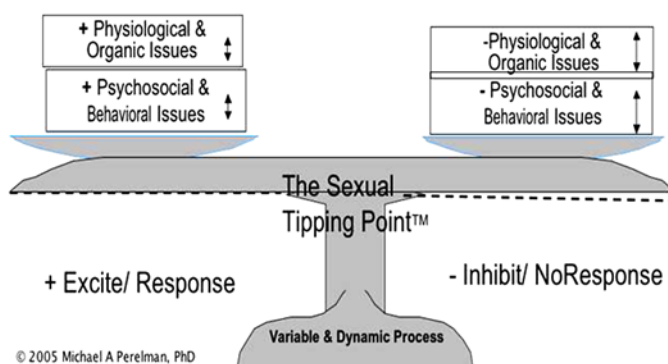 + Physiological &
Organic Issues
+ Psychosocial &
Behavioral Issues
-Physiological &
Organic Issues
- Psychosocial &
Behavioral Issues
The Sexual
Tipping Point™
+ Excite/ Response
- Inhibit/ NoResponse
Variable & Dynamic Process
© 2005 Michael A Perelman, PhD